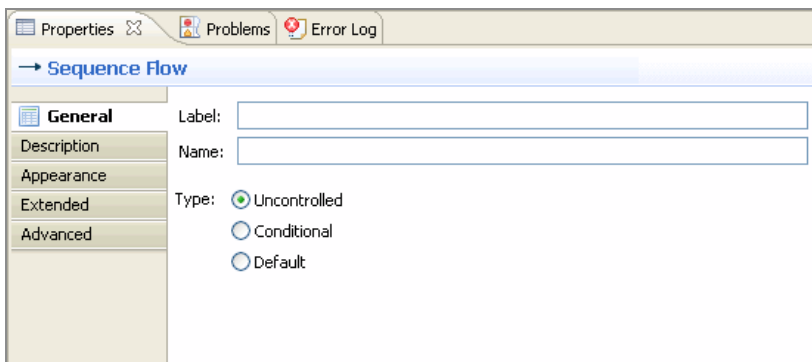 Properties Problems Error Log
Sequence Flow
General
Description
Appearance
Extended
Advanced
Label:
Name:
Type: Uncontrolled
Conditional
Default